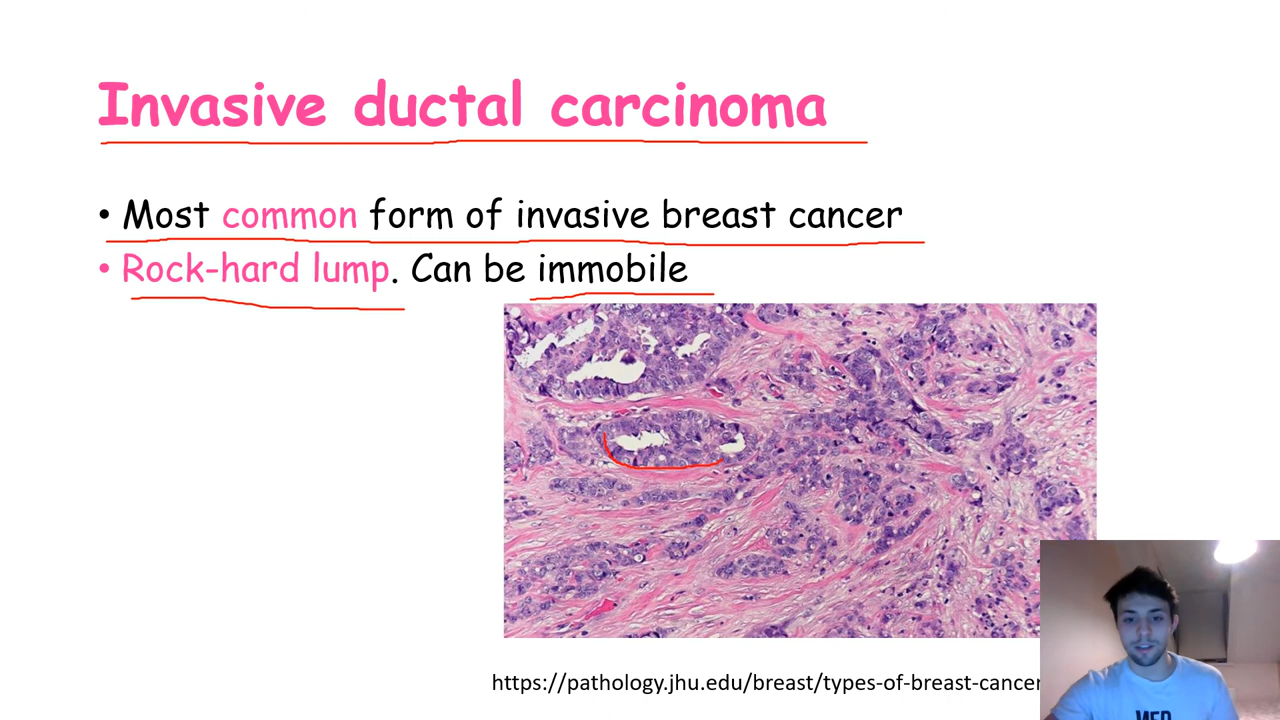 Invasive ductal carcinoma
• Most common form of invasive breast cancer
• Rock-hard lump. Can be immobile
https://pathology.jhu.edu/breast/types-of-breast-cancer